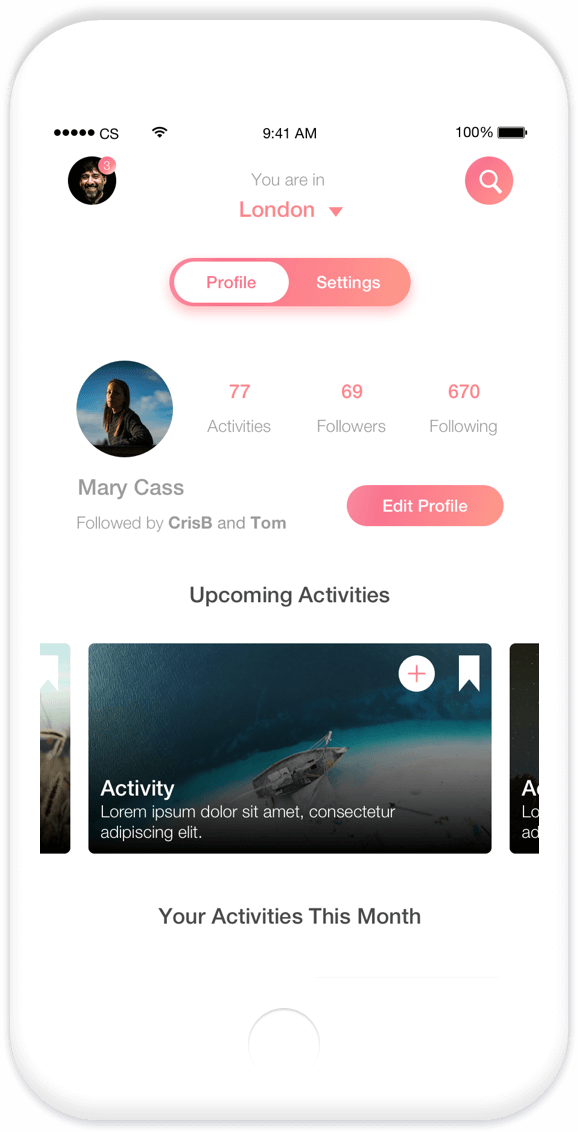 CS 9:41 AM 100%
3
You are in
London
Profile Settings
77 69 670
Activities Followers Following
Mary Cass
Followed by CrisB and Tom
Edit Profile
Upcoming Activities
Activity
Lorem ipsum dolor sit amet, consectetur
adipiscing elit.
A
Lo
ad
Your Activities This Month